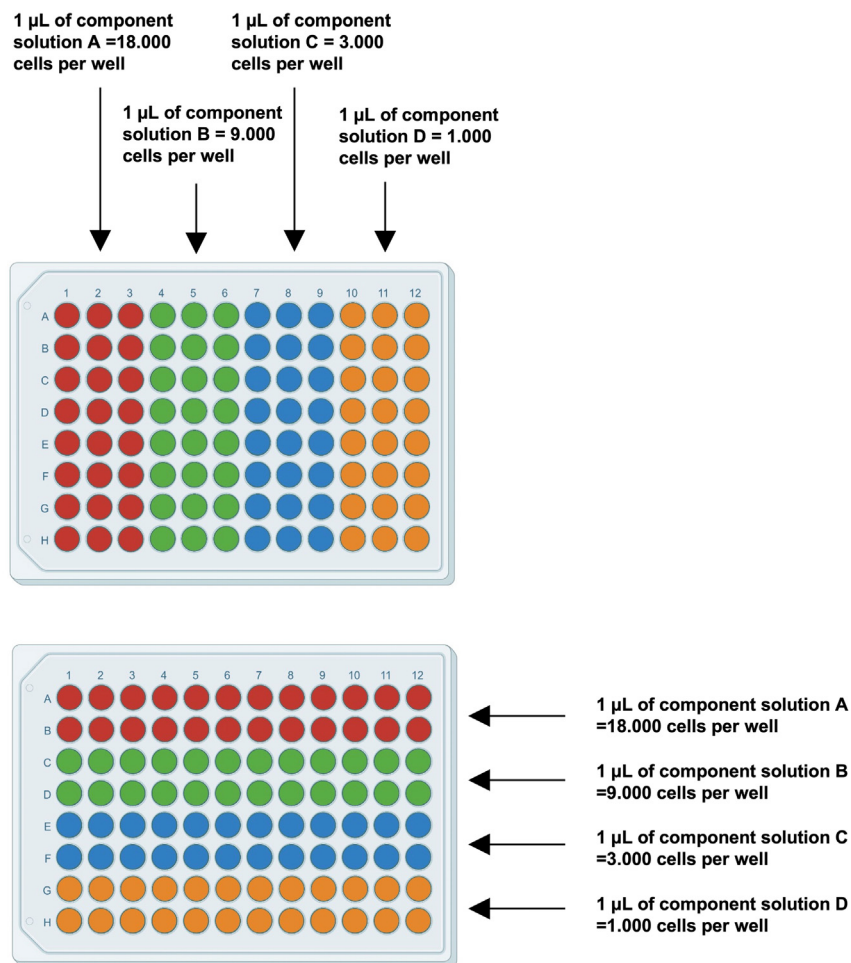 1 µL of component
solution A =18.000
cells per well
1 µL of component
solution C = 3.000
cells per well
1 µL of component
solution B = 9.000
cells per well
1 µL of component
solution D = 1.000
cells per well
1 2 3 4 5 6 7 8 9 10 11 12
A
B
C
D
E
F
G
H
1 2 3 4 5 6 7 8 9 10 11 12
A
B
C
D
E
F
G
H
1 µL of component solution A
=18.000 cells per well
1 µL of component solution B
=9.000 cells per well
1 µL of component solution C
=3.000 cells per well
1 µL of component solution D
=1.000 cells per well